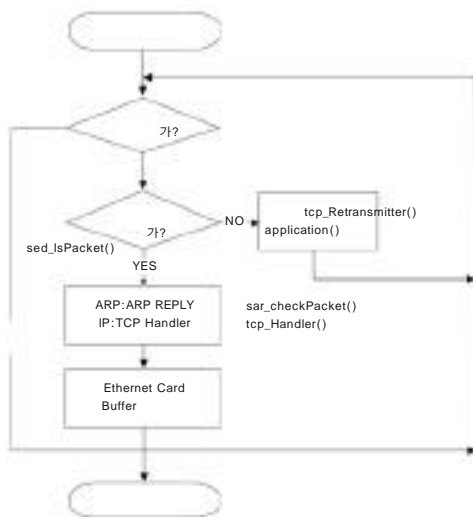 가?
가?
NO
tcp_Retransmitter()
application()
sed_IsPacket()
YES
ARP:ARP REPLY
IP:TCP Handler
sar_checkPacket()
tcp_Handler()
Ethernet Card
Buffer